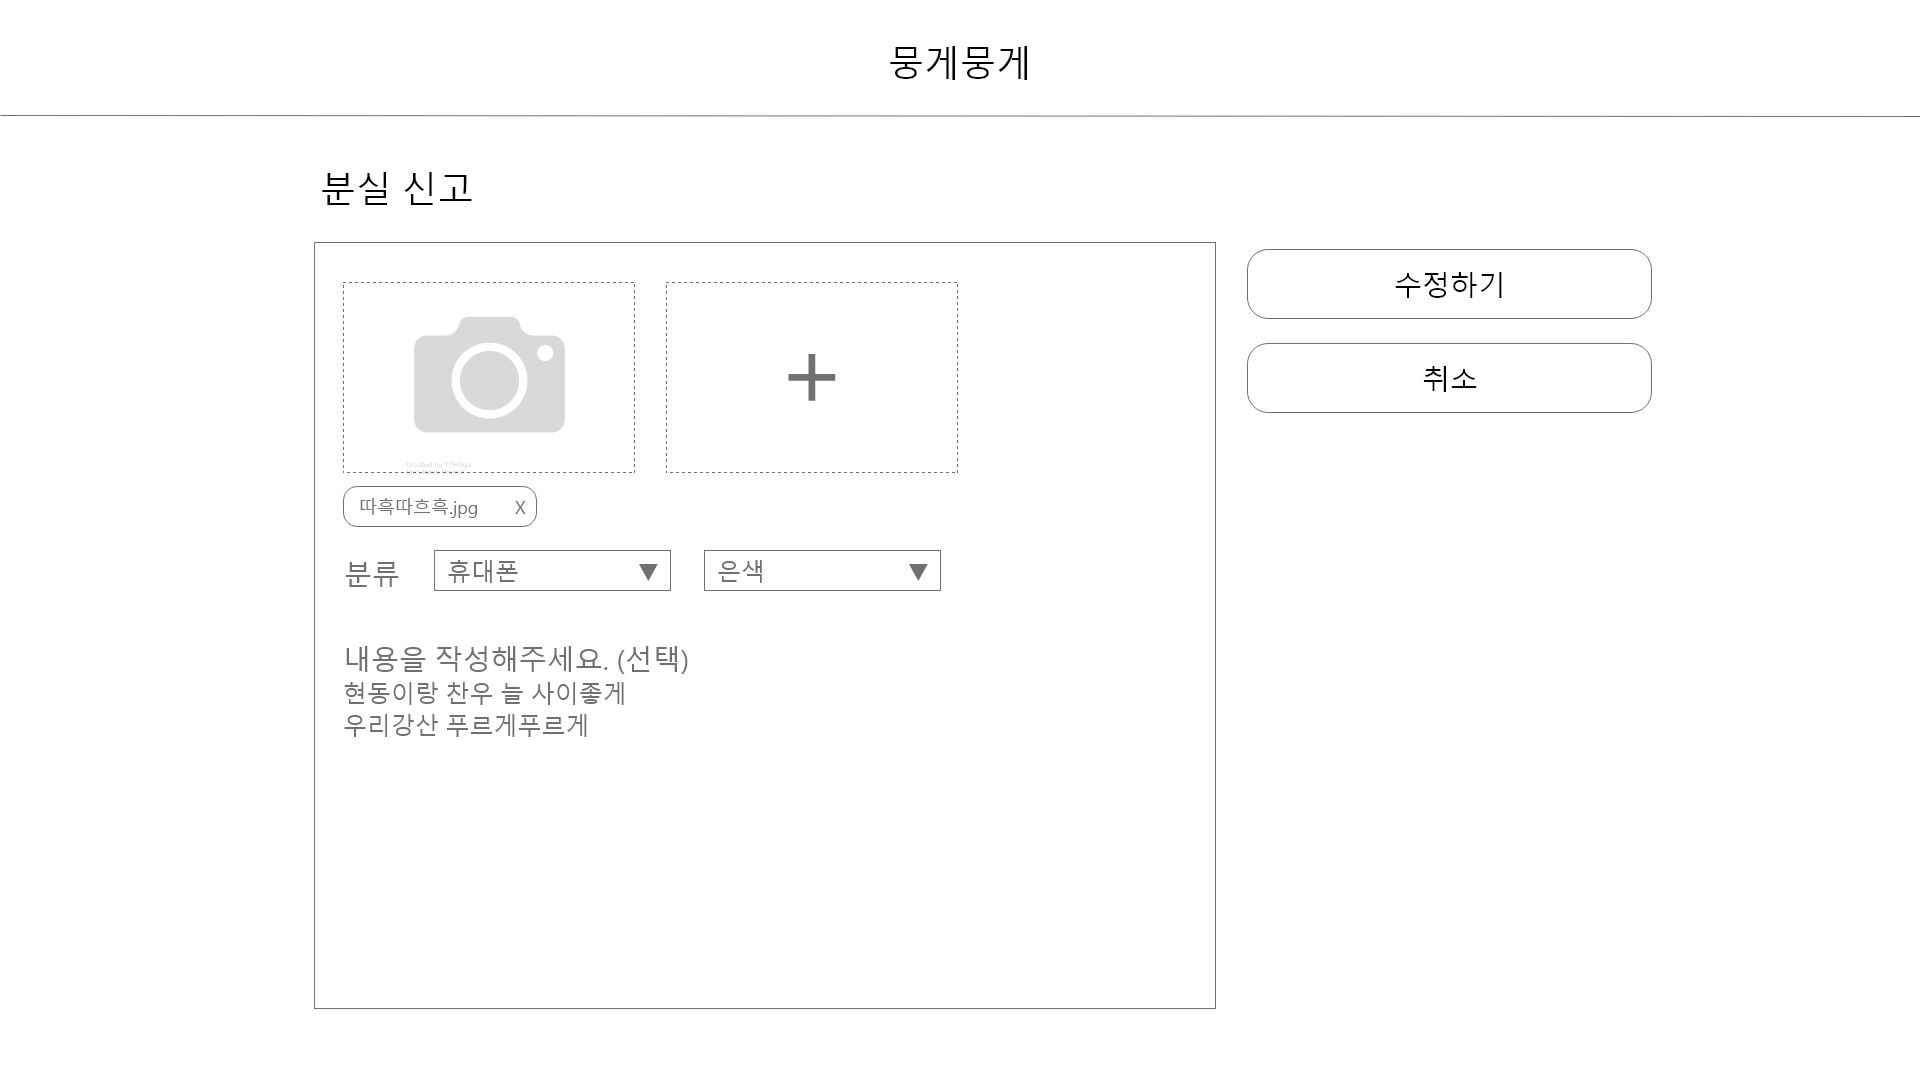 뭉게뭉게
분실 신고
수정하기
취소
따흑따흐흑.jpg X
분류 휴대폰 ▼ 은색 ▼
내용을 작성해주세요. (선택)
현동이랑 찬우 늘 사이좋게
우리강산 푸르게푸르게